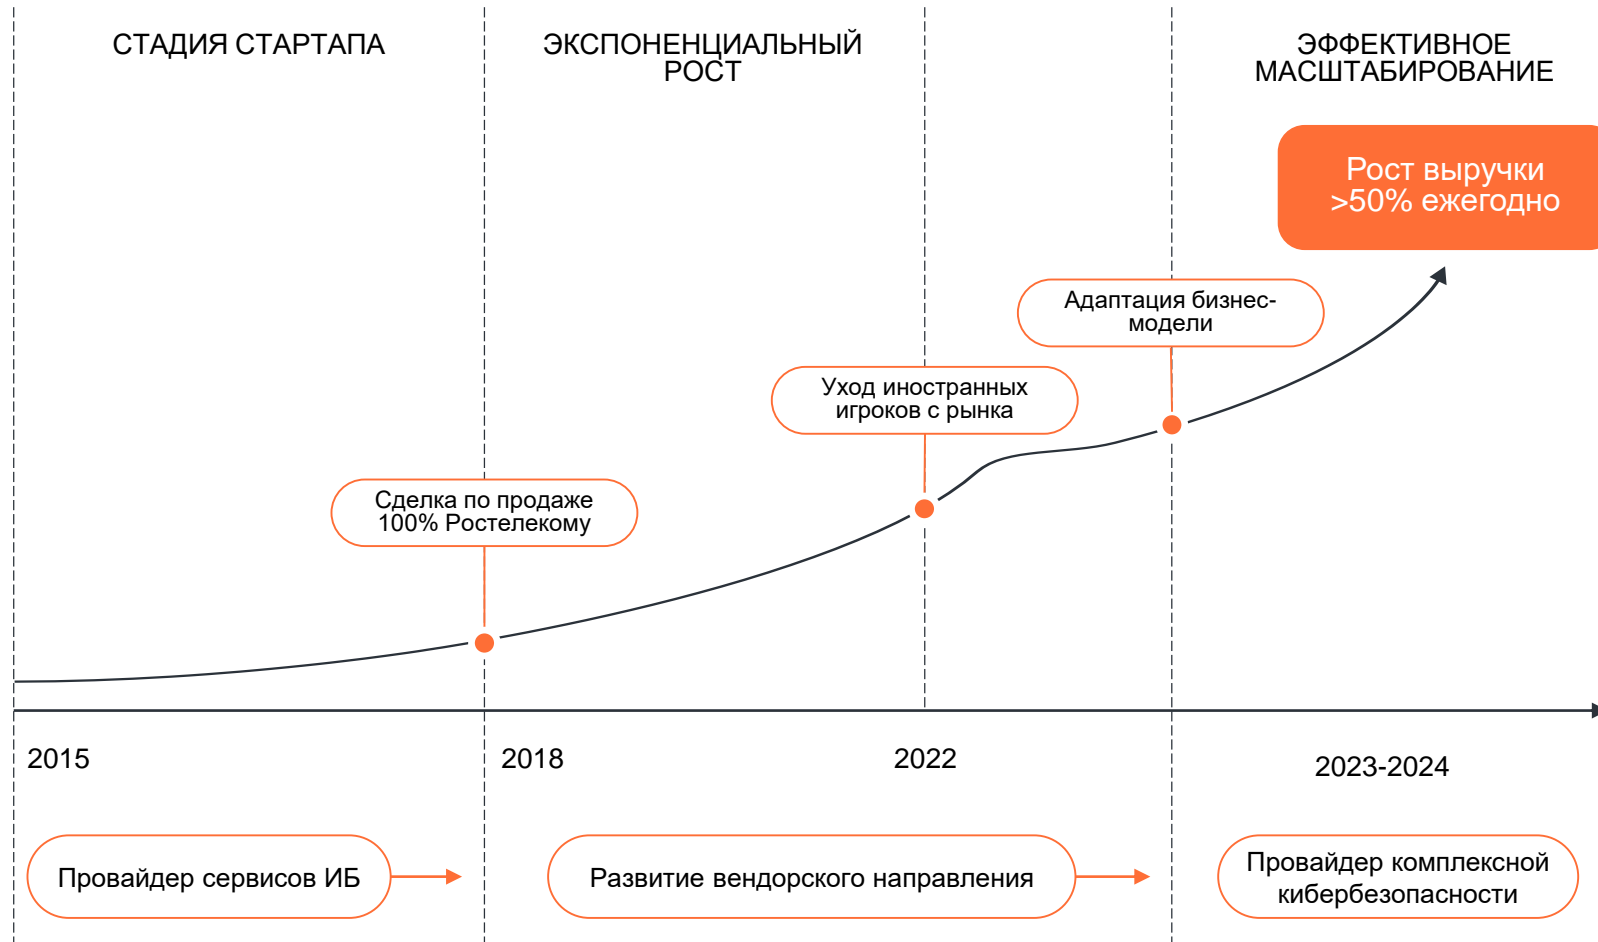 СТАДИЯ СТАРТАПА
ЭКСПОНЕНЦИАЛЬНЫЙ
РОСТ
ЭФФЕКТИВНОЕ
МАСШТАБИРОВАНИЕ
Рост выручки
>50% ежегодно
Адаптация бизнес-
модели
Уход иностранных
игроков с рынка
Сделка по продаже
100% Ростелекому
2015
2018
2022
2023-2024
Провайдер сервисов ИБ
Развитие вендорского направления
Провайдер комплексной
кибербезопасности